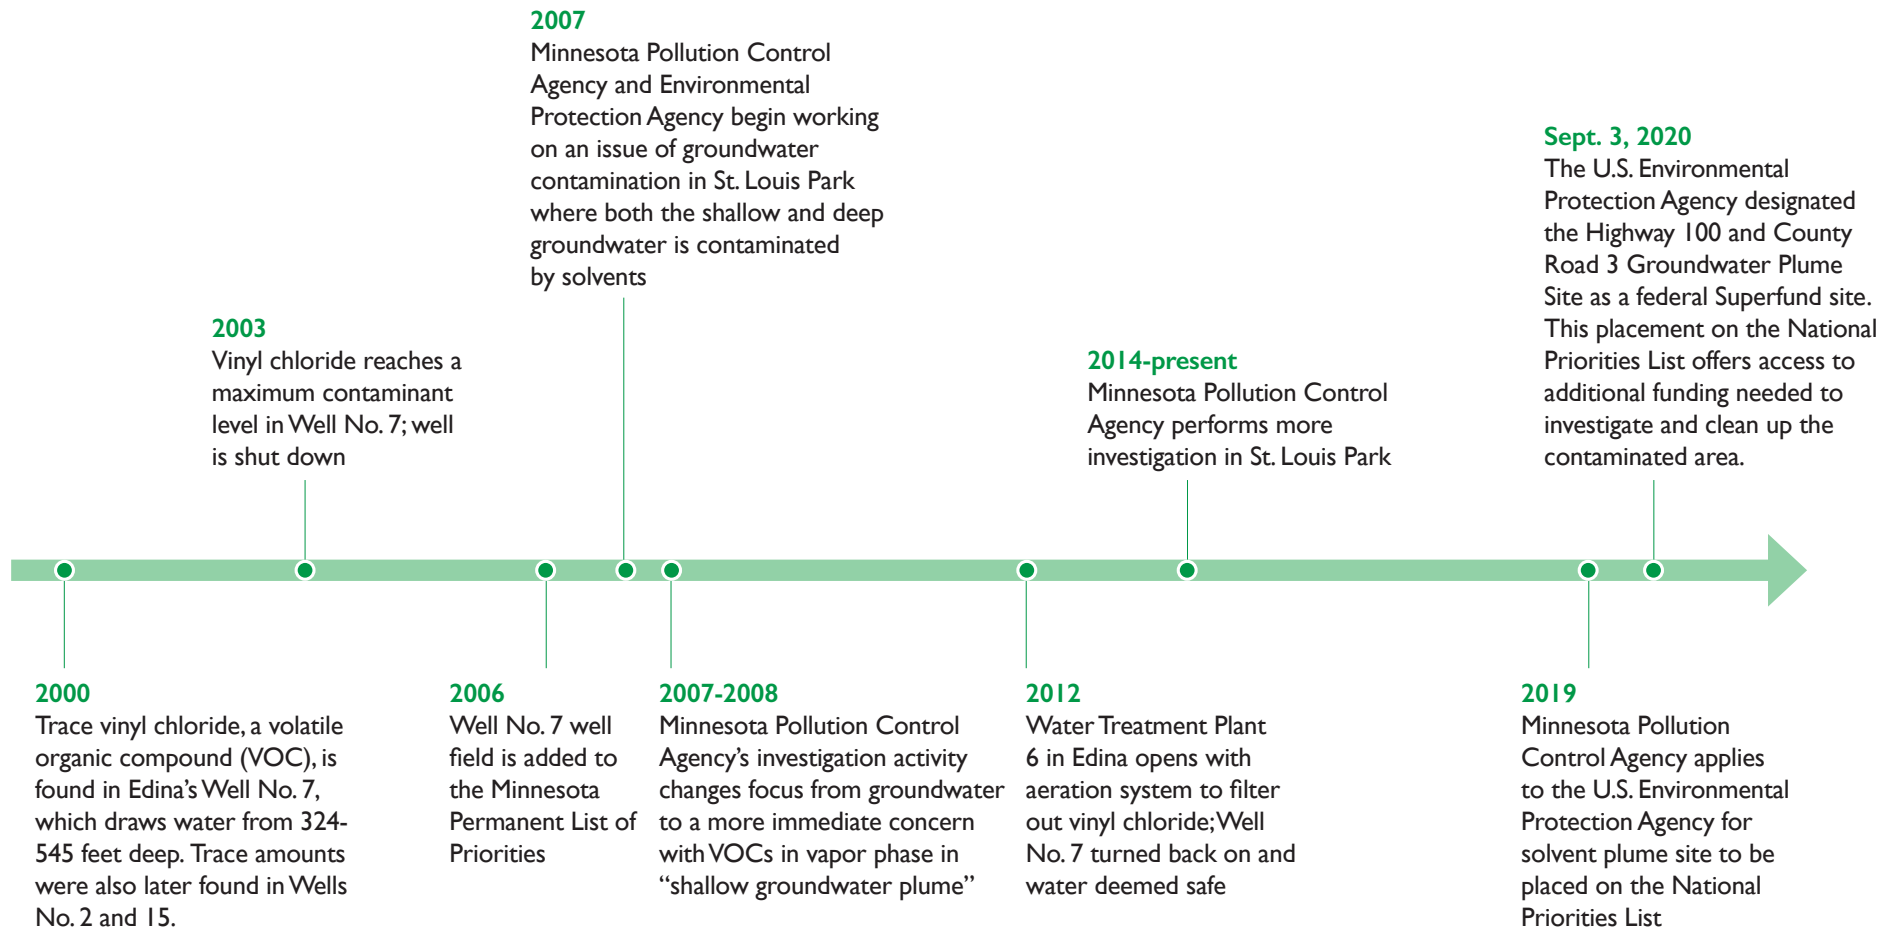 2007
Minnesota Pollution Control
Agency and Environmental
Protection Agency begin working
on an issue of groundwater
contamination in St. Louis Park
where both the shallow and deep
groundwater is contaminated
by solvents
Sept. 3, 2020
The U.S. Environmental
Protection Agency designated
the Highway 100 and County
Road 3 Groundwater Plume
Site as a federal Superfund site.
This placement on the National
Priorities List offers access to
additional funding needed to
investigate and clean up the
contaminated area.
2003
Vinyl chloride reaches a
maximum contaminant
level in Well No. 7; well
is shut down
2014-present
Minnesota Pollution Control
Agency performs more
investigation in St. Louis Park
2000
Trace vinyl chloride, a volatile
organic compound (VOC), is
found in Edina's Well No. 7,
which draws water from 324-
545 feet deep. Trace amounts
were also later found in Wells
No. 2 and 15.
2006
Well No. 7 well
field is added to
the Minnesota
Permanent List of
Priorities
2007-2008
Minnesota Pollution Control
Agency's investigation activity
changes focus from groundwater
to a more immediate concern
with VOCs in vapor phase in
“shallow groundwater plume”
2012
Water Treatment Plant
6 in Edina opens with
aeration system to filter
out vinyl chloride; Well
No. 7 turned back on and
water deemed safe
2019
Minnesota Pollution
Control Agency applies
to the U.S. Environmental
Protection Agency for
solvent plume site to be
placed on the National
Priorities List